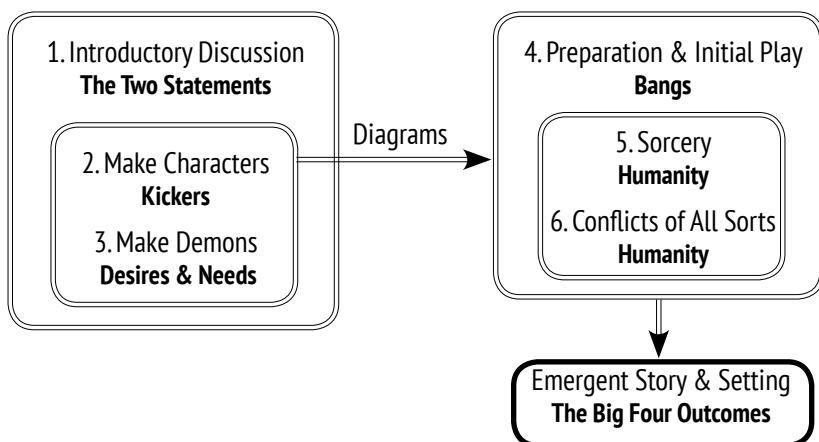 1. Introductory Discussion
The Two Statements
2. Make Characters
Kickers
3. Make Demons
Desires & Needs
Diagrams
4. Preparation & Initial Play
Bangs
5. Sorcery
Humanity
6. Conflicts of All Sorts
Humanity
Emergent Story & Setting
The Big Four Outcomes